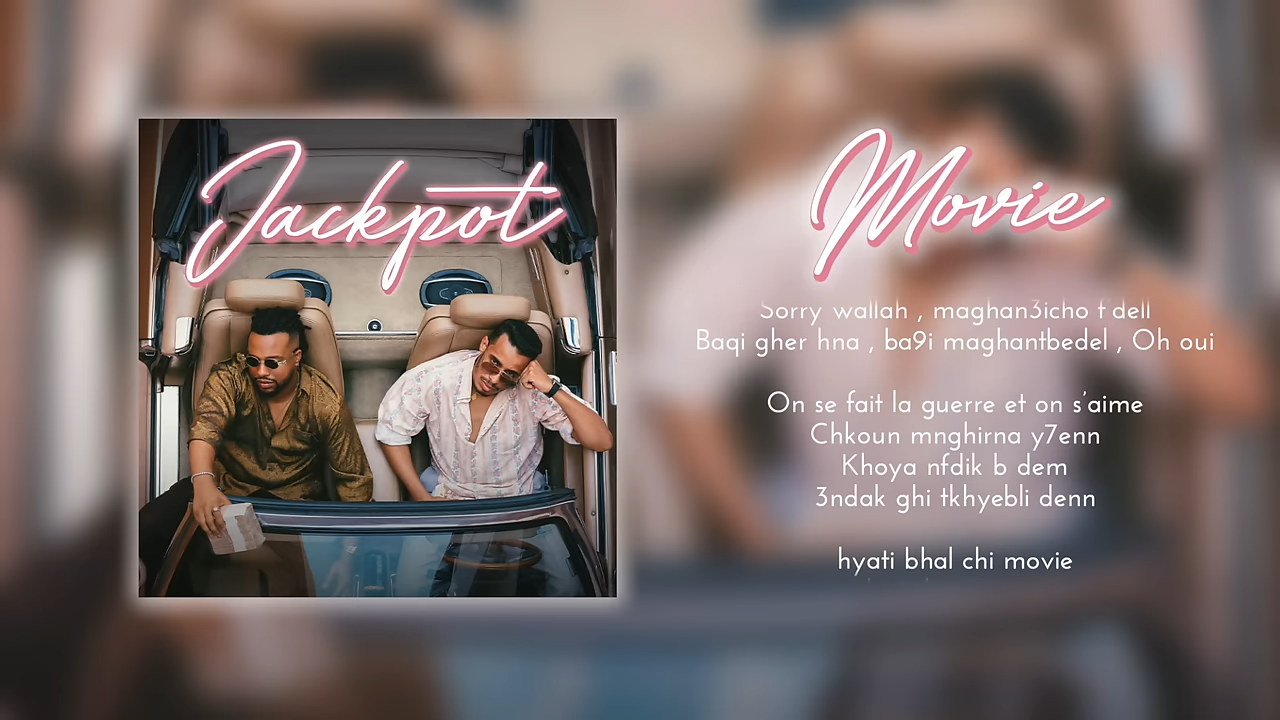 Jackpot
Movie
Sorry wallah , maghan3icho f dell
Baqi gher hna , ba9i maghantbedel , Oh oui
On se fait la guerre et on s'aime
Chkoun mnghirna y7enn
Khoya nfdik b dem
3ndak ghi tkhyebli denn
hyati bhal chi movie